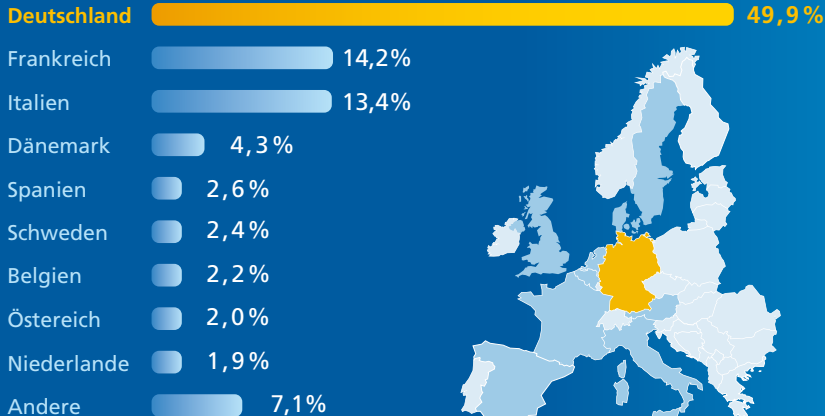 Deutschland 49,9%
Frankreich 14,2%
Italien 13,4%
Dänemark 4,3%
Spanien 2,6%
Schweden 2,4%
Belgien 2,2%
Östereich 2,0%
Niederlande 1,9%
Andere 7,1%